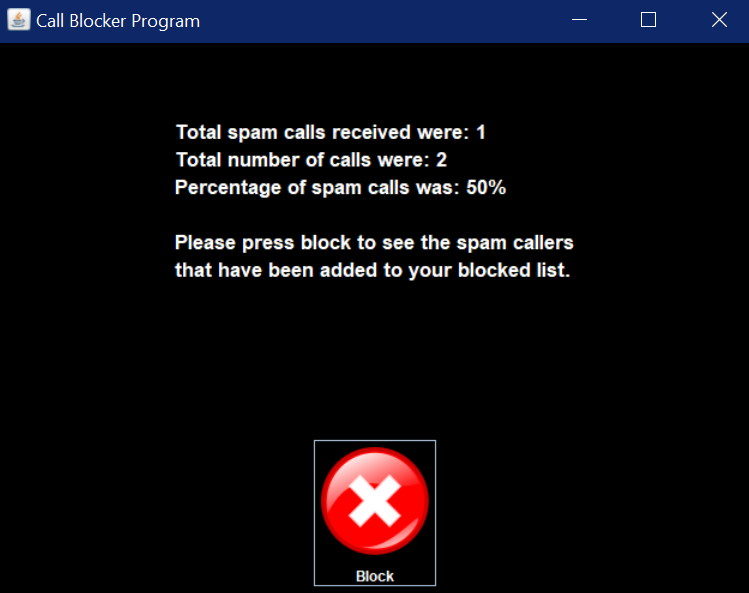 Call Blocker Program
Total spam calls received were: 1
Total number of calls were: 2
Percentage of spam calls was: 50%
Please press block to see the spam callers
that have been added to your blocked list.
Block